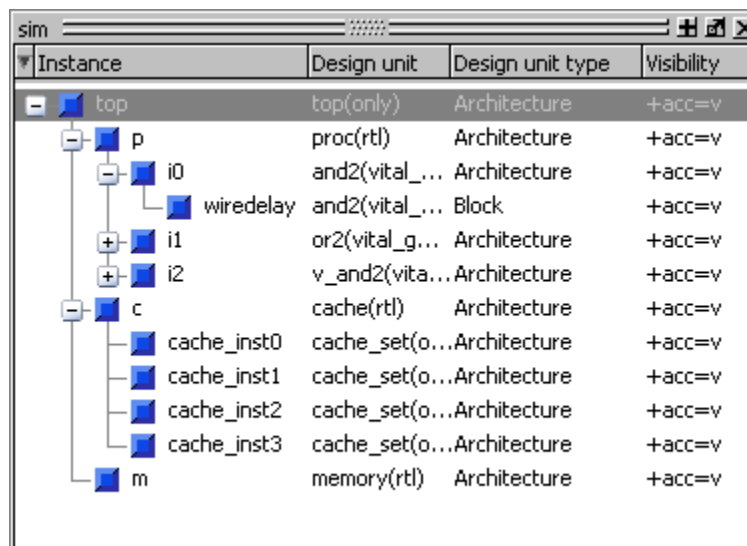 sim
Instance Design unit Design unit type Visibility
top top(only) Architecture +acc=v
p proc(rtl) Architecture +acc=v
i0 and2(vital_... Architecture +acc=v
wiredelay and2(vital_... Block +acc=v
i1 or2(vital_g... Architecture +acc=v
i2 v_and2(vita... Architecture +acc=v
c cache(rtl) Architecture +acc=v
cache_inst0 cache_set(o... Architecture +acc=v
cache_inst1 cache_set(o... Architecture +acc=v
cache_inst2 cache_set(o... Architecture +acc=v
cache_inst3 cache_set(o... Architecture +acc=v
m memory(rtl) Architecture +acc=v